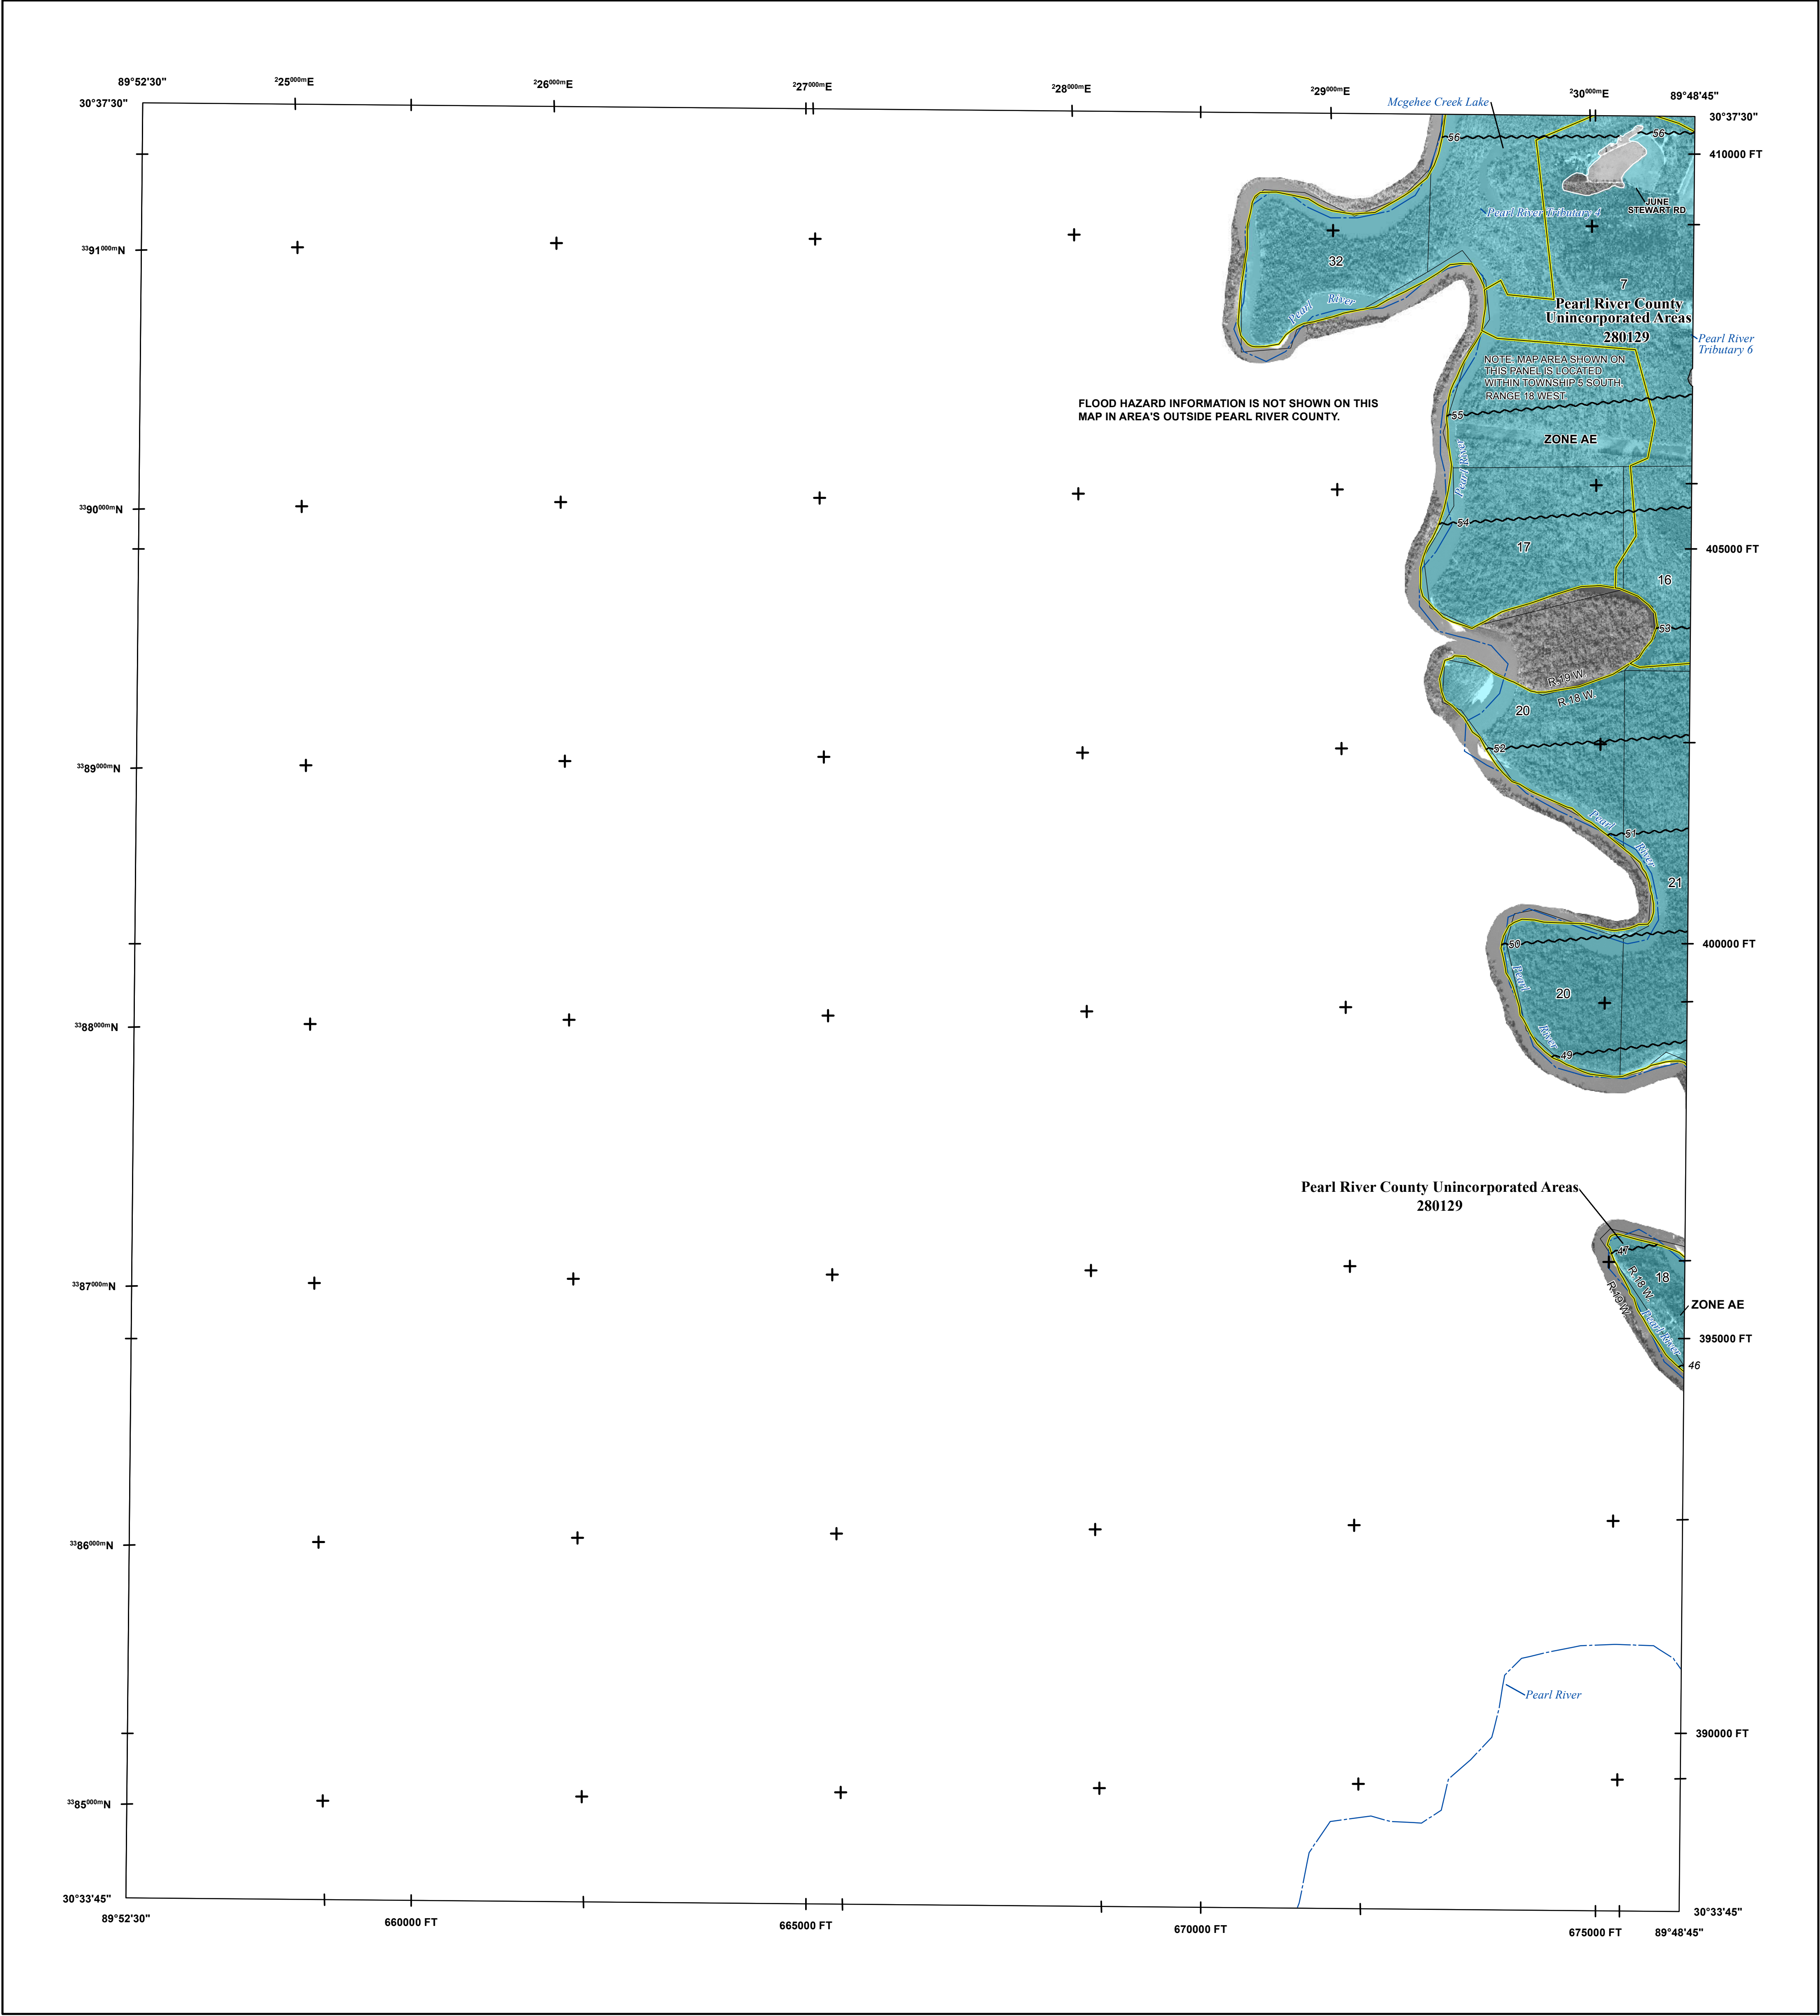 89°52'30"
²25⁰⁰⁰ᵐE
²26⁰⁰⁰ᵐE
²27⁰⁰⁰ᵐE
²28⁰⁰⁰ᵐE
²29⁰⁰⁰ᵐE
²30⁰⁰⁰ᵐE
89°48'45"
30°37'30"
30°37'30"
Mcgehee Creek Lake
56
56
410000 FT
JUNE
STEWART RD
Pearl River Tributary 4
³³91⁰⁰⁰ᵐN
32
7
Pearl River
Pearl River County
Unincorporated Areas
280129
Pearl River
Tributary 6
NOTE: MAP AREA SHOWN ON
THIS PANEL IS LOCATED
WITHIN TOWNSHIP 5 SOUTH,
RANGE 18 WEST.
FLOOD HAZARD INFORMATION IS NOT SHOWN ON THIS
MAP IN AREA'S OUTSIDE PEARL RIVER COUNTY.
55
ZONE AE
Pearl River
³³90⁰⁰⁰ᵐN
54
17
405000 FT
16
53
R 19 W.
R 18 W.
20
³³89⁰⁰⁰ᵐN
52
Pearl River
51
21
50
400000 FT
Pearl River
20
³³88⁰⁰⁰ᵐN
49
Pearl River County Unincorporated Areas
280129
47
³³87⁰⁰⁰ᵐN
18
R 18 W.
R 19 W.
Pearl River
ZONE AE
395000 FT
46
³³86⁰⁰⁰ᵐN
Pearl River
390000 FT
³³85⁰⁰⁰ᵐN
30°33'45"
30°33'45"
89°52'30"
660000 FT
665000 FT
670000 FT
675000 FT
89°48'45"